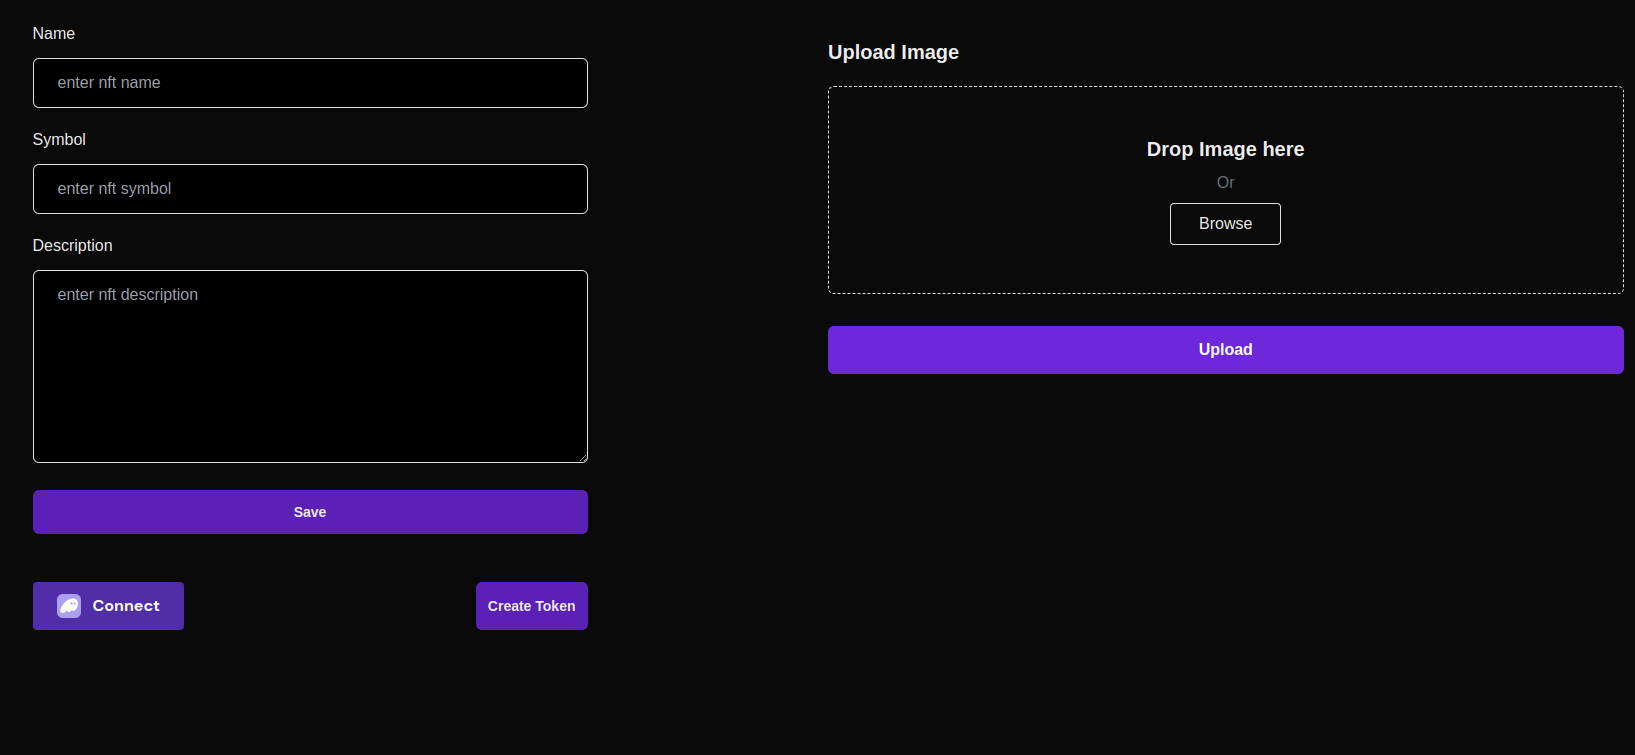 Name
enter nft name
Symbol
enter nft symbol
Description
enter nft description
Save
Connect
Create Token
Upload Image
Drop Image here
Or
Browse
Upload